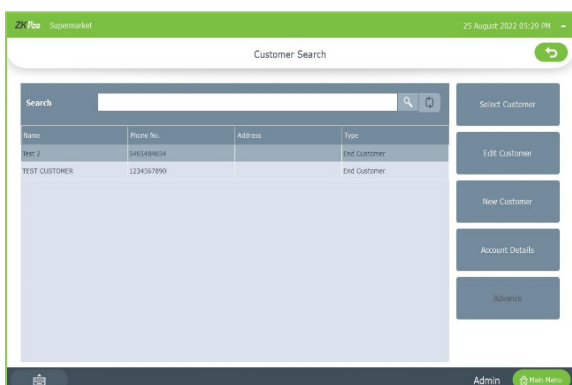 ZKPos Supermarket 25 August 2022 05:29 PM
Customer Search
Search
Select Customer
Name Phone No. Address Type
Test 2 5465484654 End Customer
TEST CUSTOMER 1234567890 End Customer
Edit Customer
New Customer
Account Details
Advance
Admin Main Menu